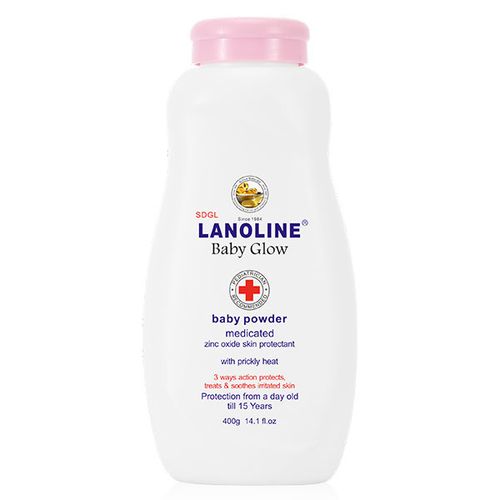 SDGL
Since 1984
LANOLINE®
Baby Glow
PEDIATRICIAN
RECOMMENDED
baby powder
medicated
zinc oxide skin protectant
with prickly heat
3 ways action protects,
treats & soothes irritated skin
Protection from a day old
till 15 Years
400g 14.1 fl.oz